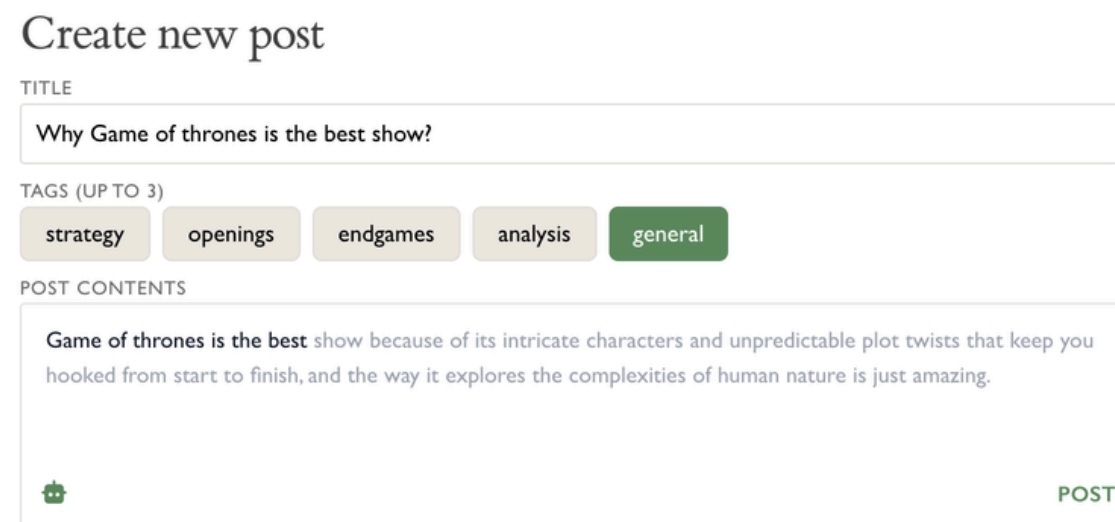 Create new post
TITLE
Why Game of thrones is the best show?
TAGS (UP TO 3)
strategy openings endgames analysis general
POST CONTENTS
Game of thrones is the best show because of its intricate characters and unpredictable plot twists that keep you
hooked from start to finish, and the way it explores the complexities of human nature is just amazing.
POST